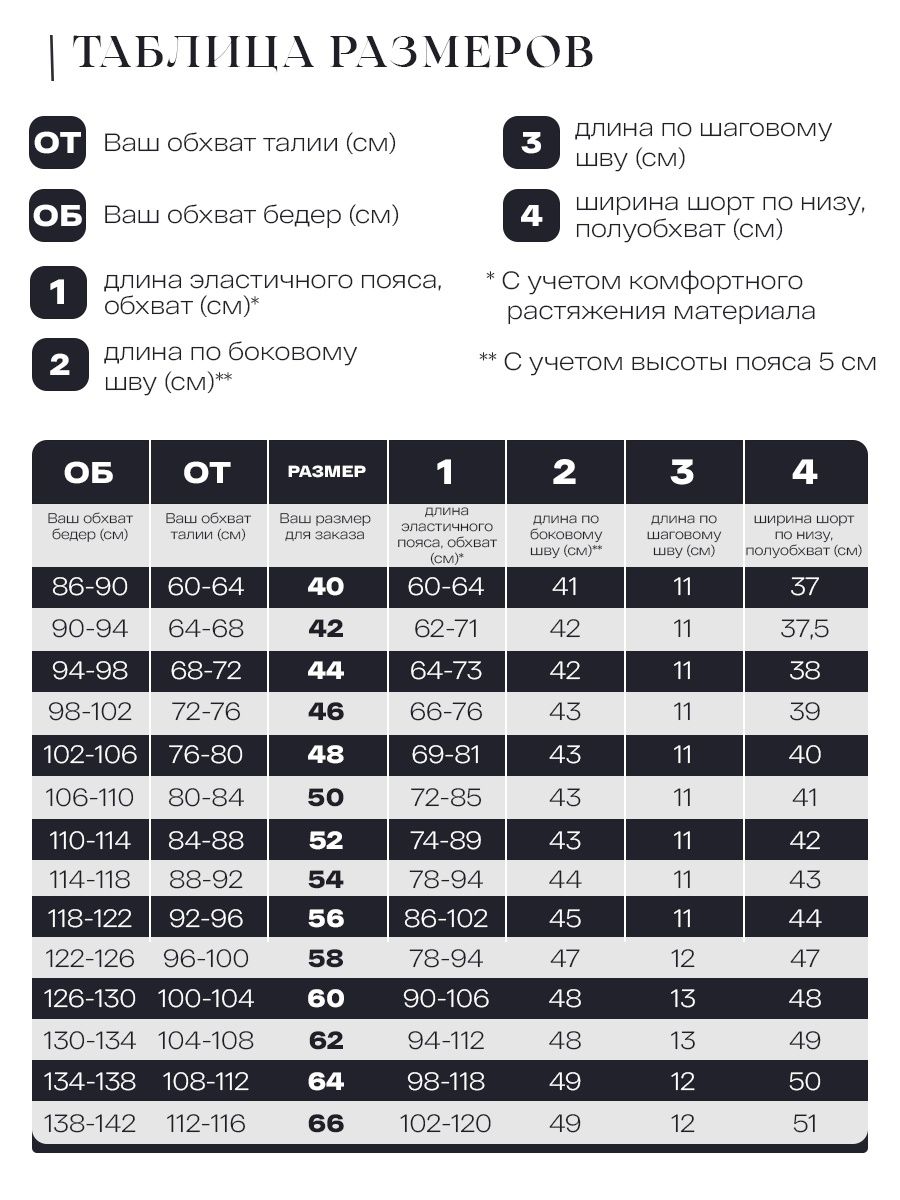 ТАБЛИЦА РАЗМЕРОВ
ОТ Ваш обхват талии (см)
ОБ Ваш обхват бедер (см)
1 длина эластичного пояса,
обхват (см)*
2 длина по боковому
шву (см)**
3 длина по шаговому
шву (см)
4 ширина шорт по низу,
полуобхват (см)
* С учетом комфортного
растяжения материала
** С учетом высоты пояса 5 см
ОБ ОТ РАЗМЕР 1 2 3 4
Ваш обхват
бедер (см)
Ваш обхват
талии (см)
Ваш размер
для заказа
длина
эластичного
пояса, обхват
(см)*
длина по
боковому
шву (см)**
длина по
шаговому
шву (см)
ширина шорт
по низу,
полуобхват (см)
86-90 60-64 40 60-64 41 11 37
90-94 64-68 42 62-71 42 11 37,5
94-98 68-72 44 64-73 42 11 38
98-102 72-76 46 66-76 43 11 39
102-106 76-80 48 69-81 43 11 40
106-110 80-84 50 72-85 43 11 41
110-114 84-88 52 74-89 43 11 42
114-118 88-92 54 78-94 44 11 43
118-122 92-96 56 86-102 45 11 44
122-126 96-100 58 78-94 47 12 47
126-130 100-104 60 90-106 48 13 48
130-134 104-108 62 94-112 48 13 49
134-138 108-112 64 98-118 49 12 50
138-142 112-116 66 102-120 49 12 51